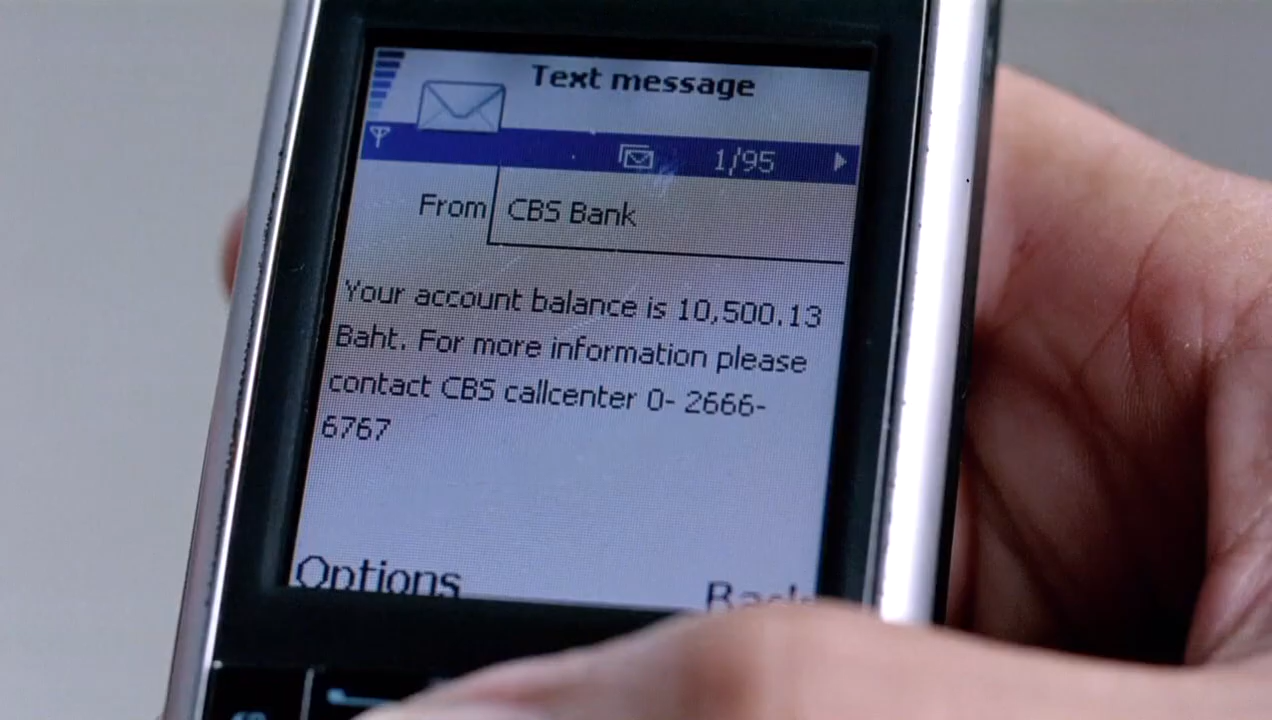 Text message
1/95
From CBS Bank
Your account balance is 10,500.13
Baht. For more information please
contact CBS callcenter 0- 2666-
6767
Options Back